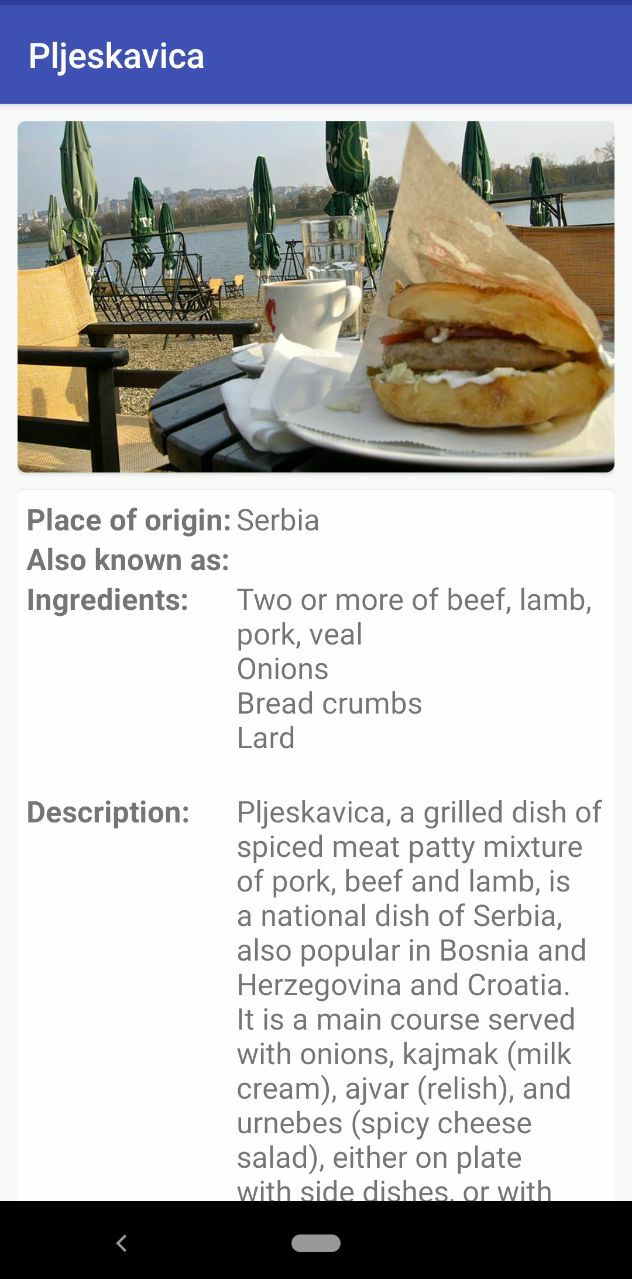 Pljeskavica
Place of origin: Serbia
Also known as:
Ingredients: Two or more of beef, lamb,
pork, veal
Onions
Bread crumbs
Lard
Description: Pljeskavica, a grilled dish of
spiced meat patty mixture
of pork, beef and lamb, is
a national dish of Serbia,
also popular in Bosnia and
Herzegovina and Croatia.
It is a main course served
with onions, kajmak (milk
cream), ajvar (relish), and
urnebes (spicy cheese
salad), either on plate
with side dishes, or with